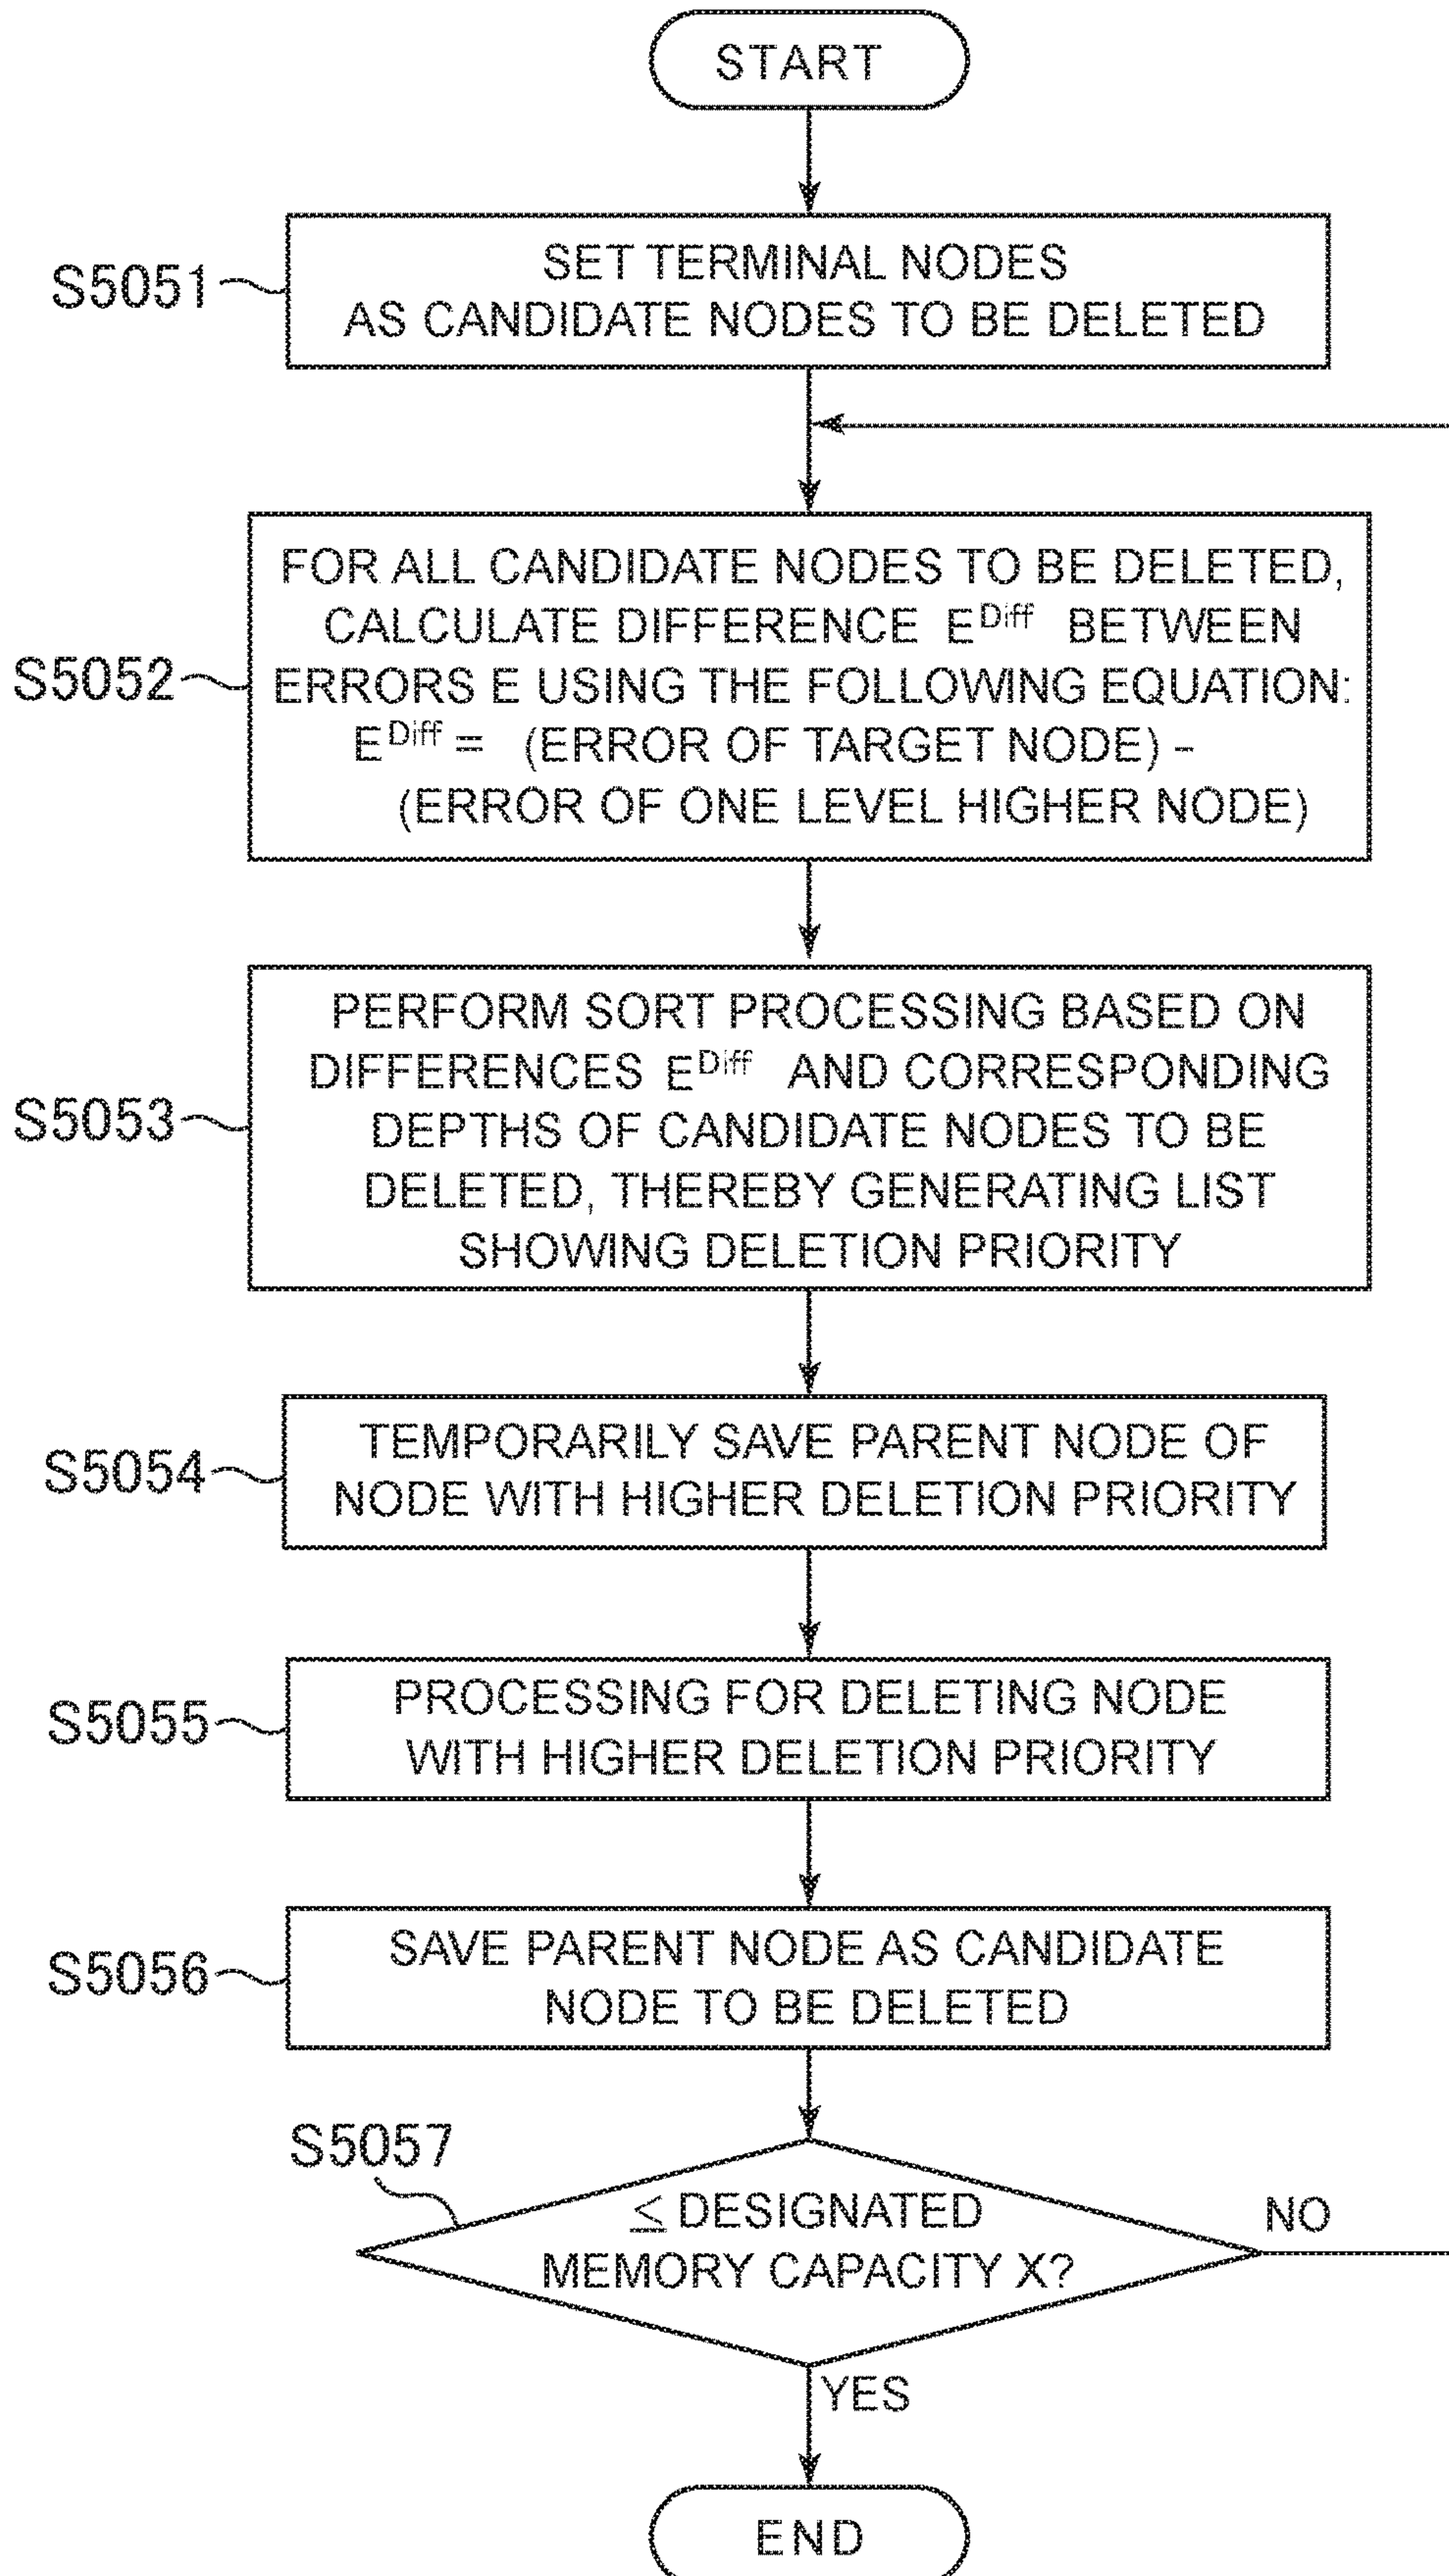 START
S5051
SET TERMINAL NODES
AS CANDIDATE NODES TO BE DELETED
S5052
FOR ALL CANDIDATE NODES TO BE DELETED,
CALCULATE DIFFERENCE E^Diff BETWEEN
ERRORS E USING THE FOLLOWING EQUATION:
E^Diff = (ERROR OF TARGET NODE) -
(ERROR OF ONE LEVEL HIGHER NODE)
S5053
PERFORM SORT PROCESSING BASED ON
DIFFERENCES E^Diff AND CORRESPONDING
DEPTHS OF CANDIDATE NODES TO BE
DELETED, THEREBY GENERATING LIST
SHOWING DELETION PRIORITY
S5054
TEMPORARILY SAVE PARENT NODE OF
NODE WITH HIGHER DELETION PRIORITY
S5055
PROCESSING FOR DELETING NODE
WITH HIGHER DELETION PRIORITY
S5056
SAVE PARENT NODE AS CANDIDATE
NODE TO BE DELETED
S5057
≤ DESIGNATED
MEMORY CAPACITY X?
NO
YES
END